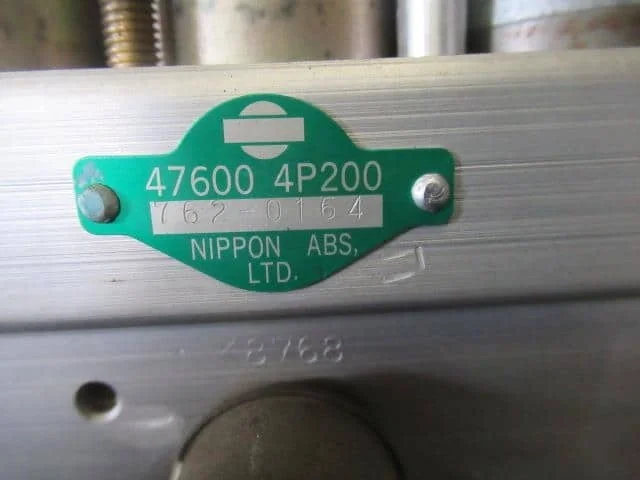 47600 4P200
762-0164
NIPPON ABS,
LTD.
48768